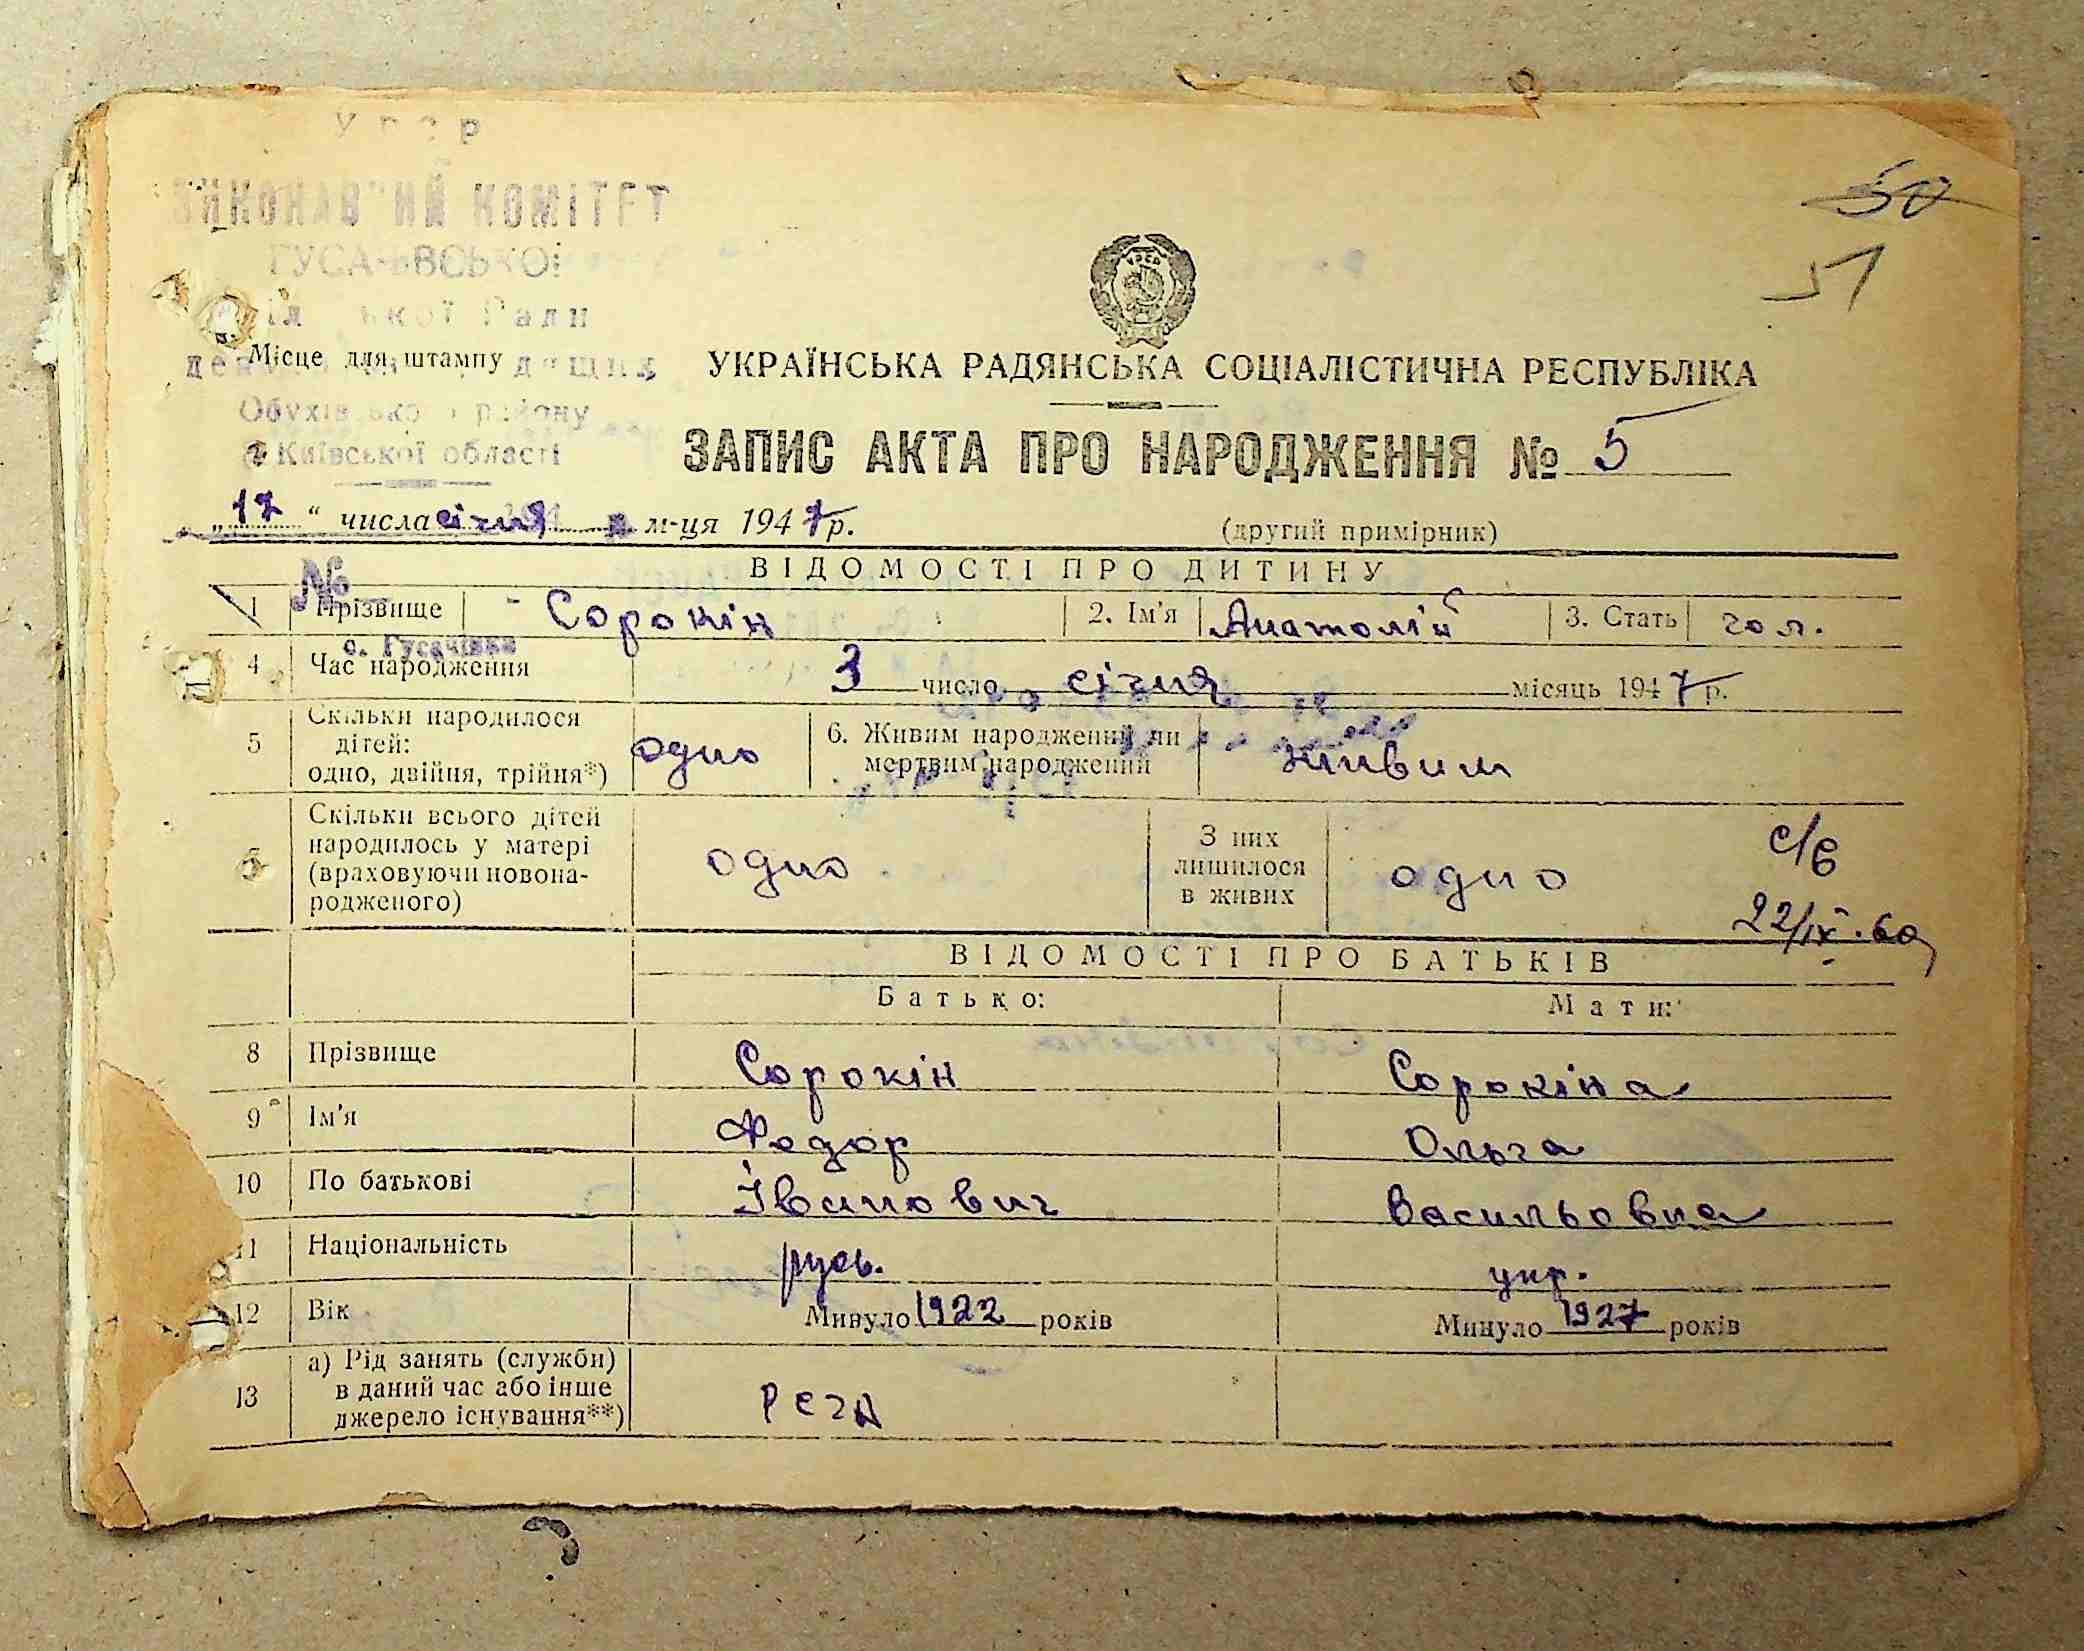 УРСР
ВИКОНАВЧИЙ КОМІТЕТ
50
51
Місце для штампу
УКРАЇНСЬКА РАДЯНСЬКА СОЦІАЛІСТИЧНА РЕСПУБЛІКА
Обухівського району
Київської області
ЗАПИС АКТА ПРО НАРОДЖЕННЯ № 5
„17“ числа січня м-ця 1947 р.
(другий примірник)
ВІДОМОСТІ ПРО ДИТИНУ
№
1 Прізвище Сорокін 2. Ім'я Анатолій 3. Стать чол.
с. Гусачівка
4 Час народження 3 число січня місяць 1947 р.
5 Скільки народилося дітей: одно, двійня, трійня*) одно 6. Живим народжений чи мертвим народжений живим
Скільки всього дітей народилось у матері (враховуючи новонародженого) одно З них лишилося в живих одно
с/в
22/IX.60
ВІДОМОСТІ ПРО БАТЬКІВ
Батько: Мати:
8 Прізвище Сорокін Сорокіна
9 Ім'я Федор Ольга
10 По батькові Іванович Васильовна
11 Національність русь. укр.
12 Вік Минуло 1922 років Минуло 1927 років
13 а) Рід занять (служби) в даний час або інше джерело існування**) РСЧА